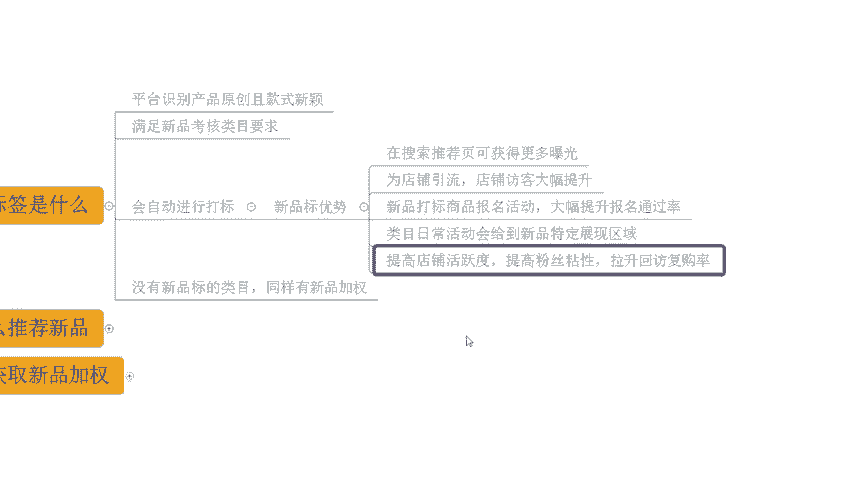 平台识别产品原创且款式新颖
满足新品考核类目要求
在搜索推荐页可获得更多曝光
为店铺引流，店铺访客大幅提升
标签是什么
会自动进行打标
新品标优势
新品打标商品报名活动，大幅提升报名通过率
类目日常活动会给到新品特定展现区域
提高店铺活跃度，提高粉丝粘性，拉升回访复购率
没有新品标的类目，同样有新品加权
么推荐新品
获取新品加权